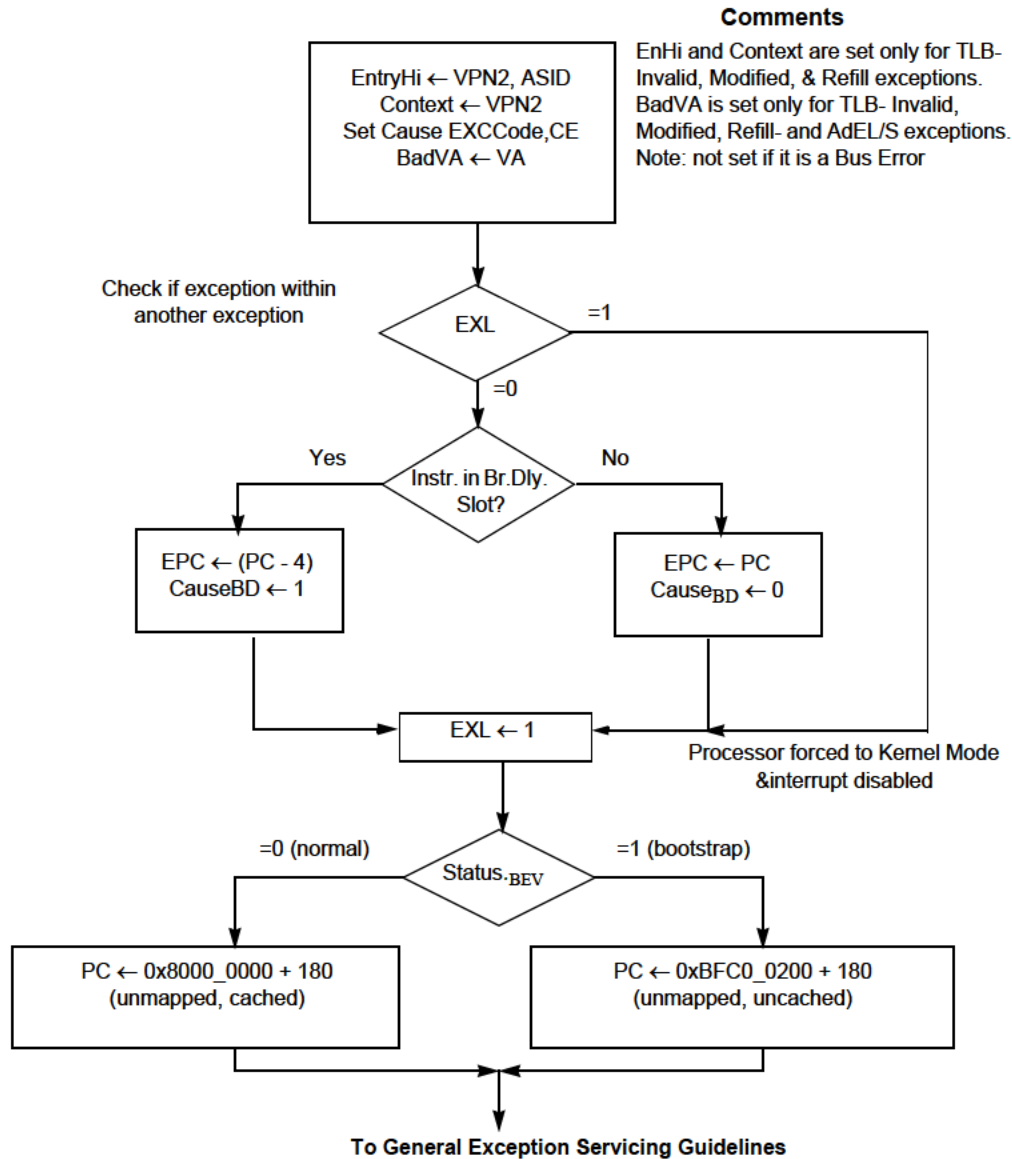 Comments
EnHi and Context are set only for TLB-
Invalid, Modified, & Refill exceptions.
BadVA is set only for TLB- Invalid,
Modified, Refill- and AdEL/S exceptions.
Note: not set if it is a Bus Error
EntryHi ← VPN2, ASID
Context ← VPN2
Set Cause EXCCode,CE
BadVA ← VA
Check if exception within
another exception
EXL
=1
=0
Yes
Instr. in Br.Dly.
Slot?
No
EPC ← (PC - 4)
CauseBD ← 1
EPC ← PC
CauseBD ← 0
EXL ← 1
Processor forced to Kernel Mode
&interrupt disabled
=0 (normal)
Status.BEV
=1 (bootstrap)
PC ← 0x8000_0000 + 180
(unmapped, cached)
PC ← 0xBFC0_0200 + 180
(unmapped, uncached)
To General Exception Servicing Guidelines